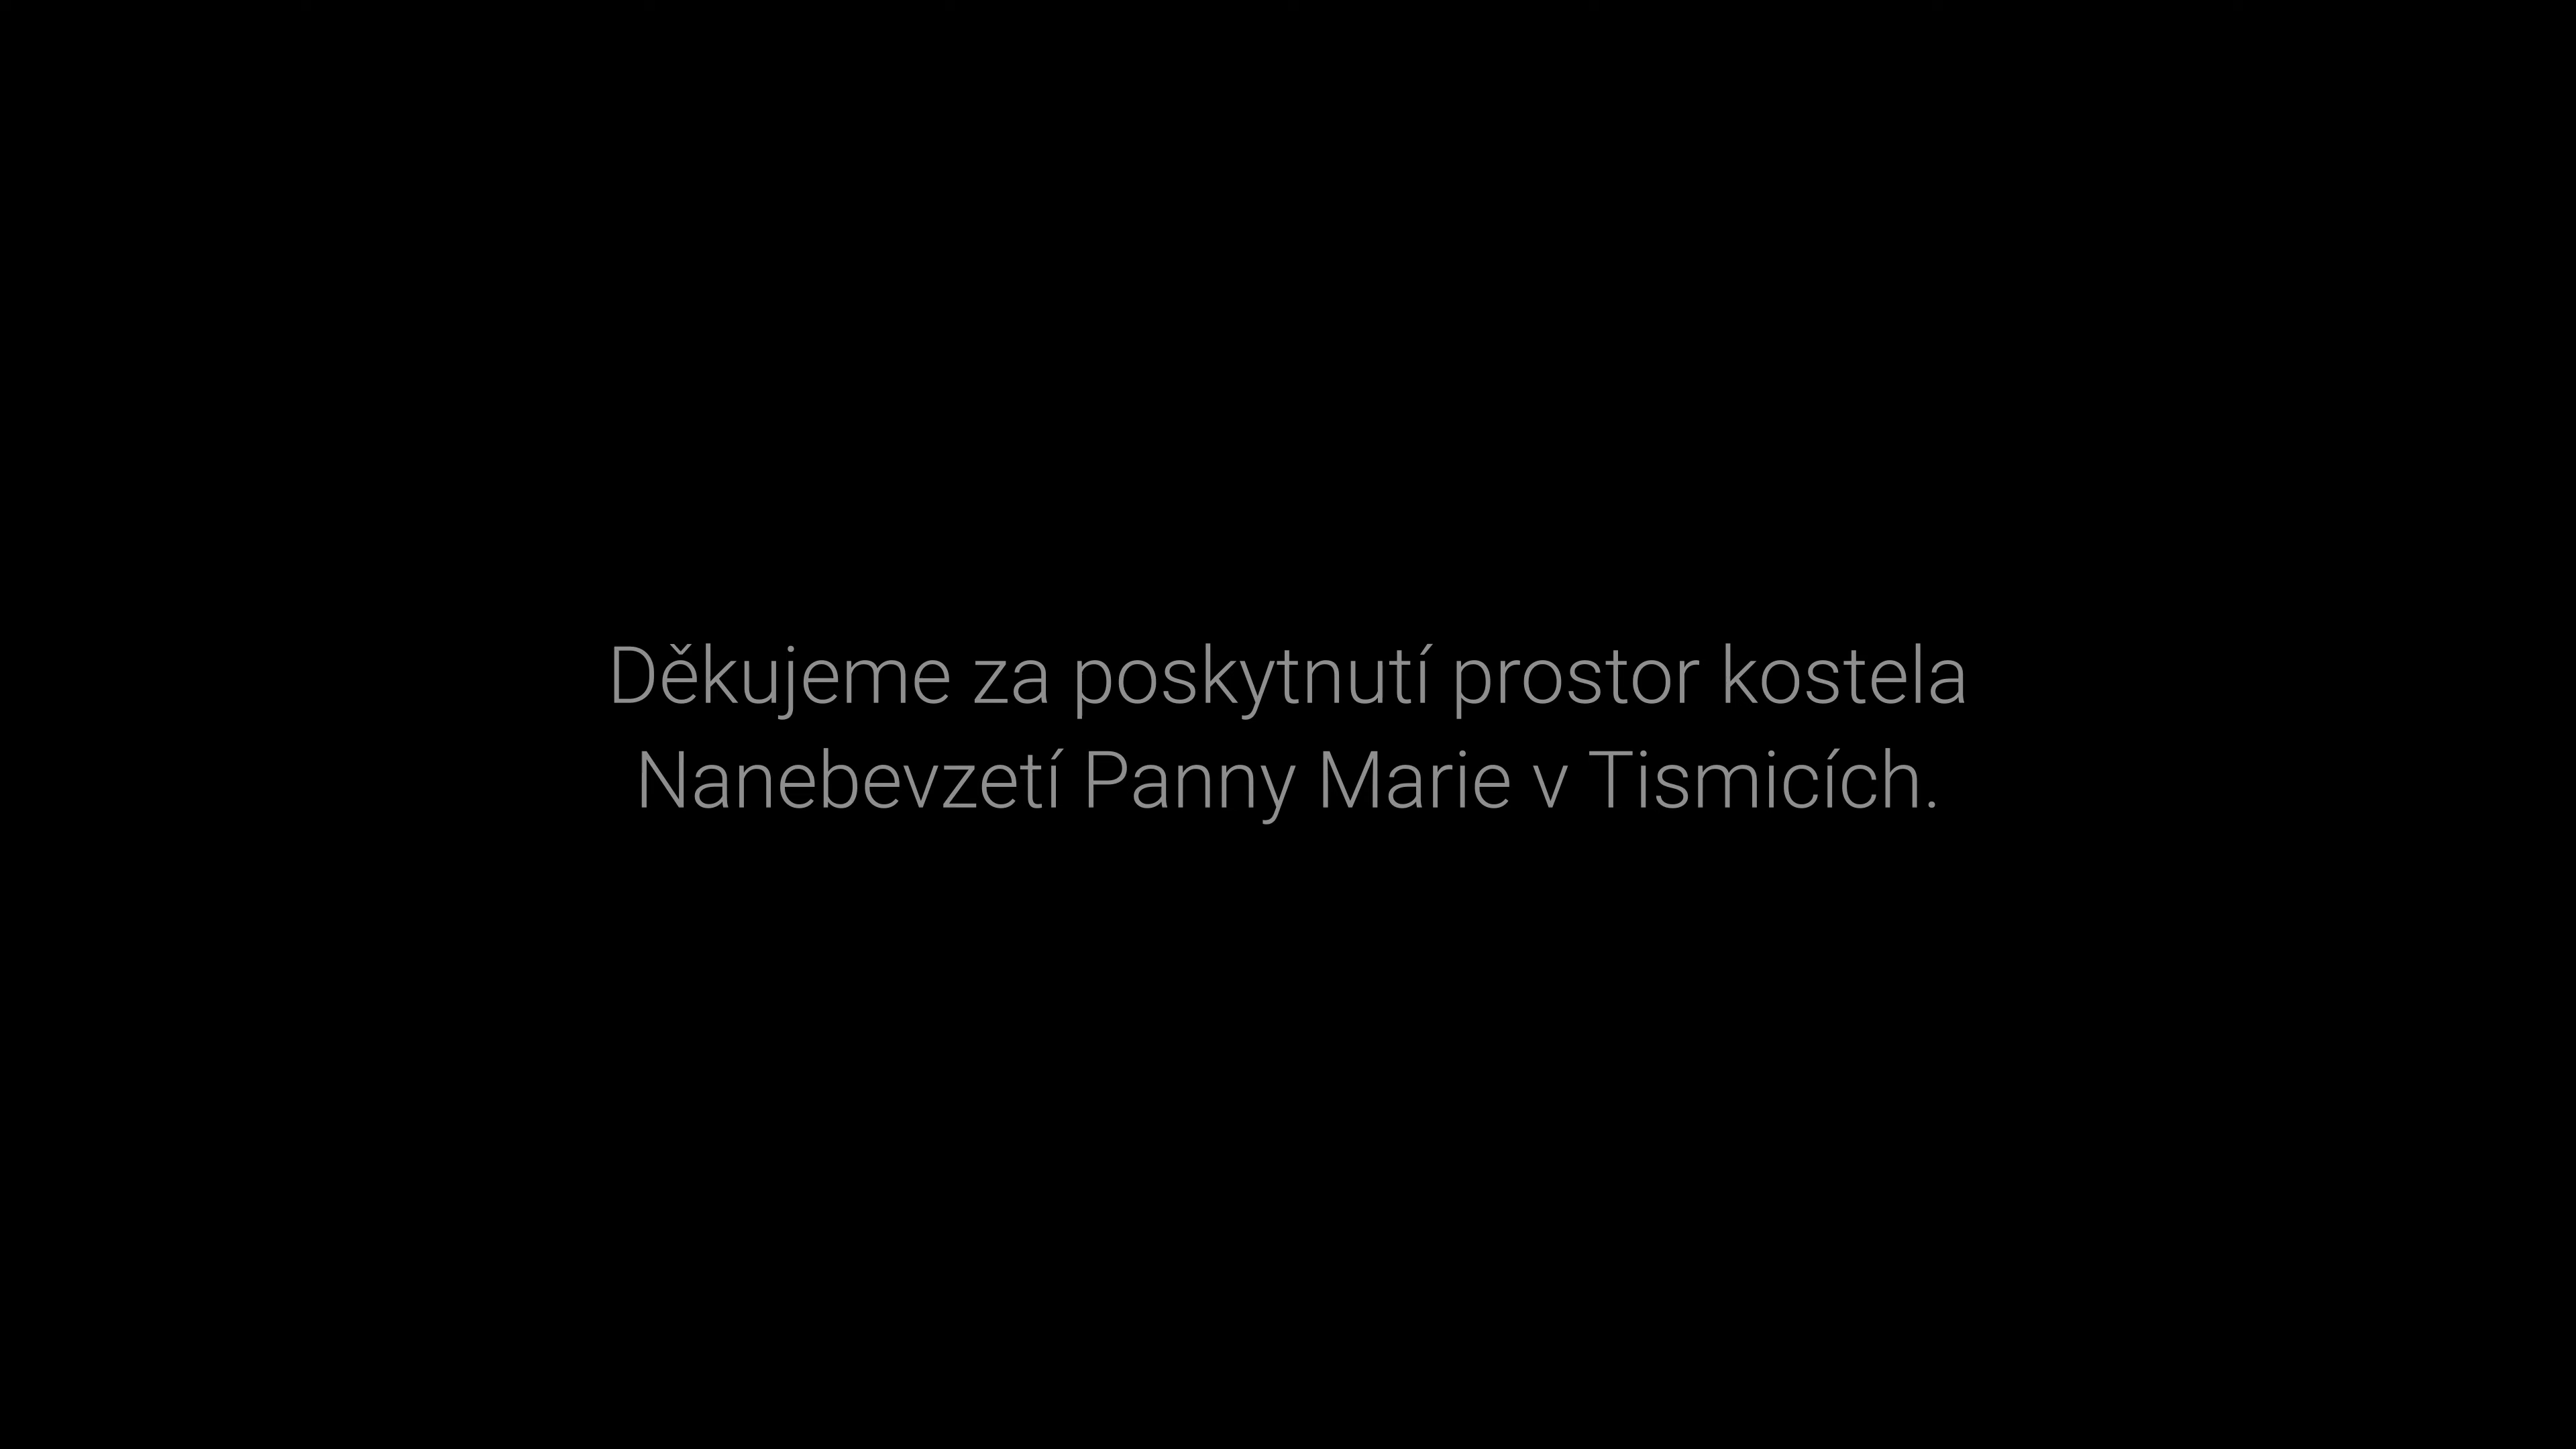 Děkujeme za poskytnutí prostor kostela
Nanebevzetí Panny Marie v Tismicích.